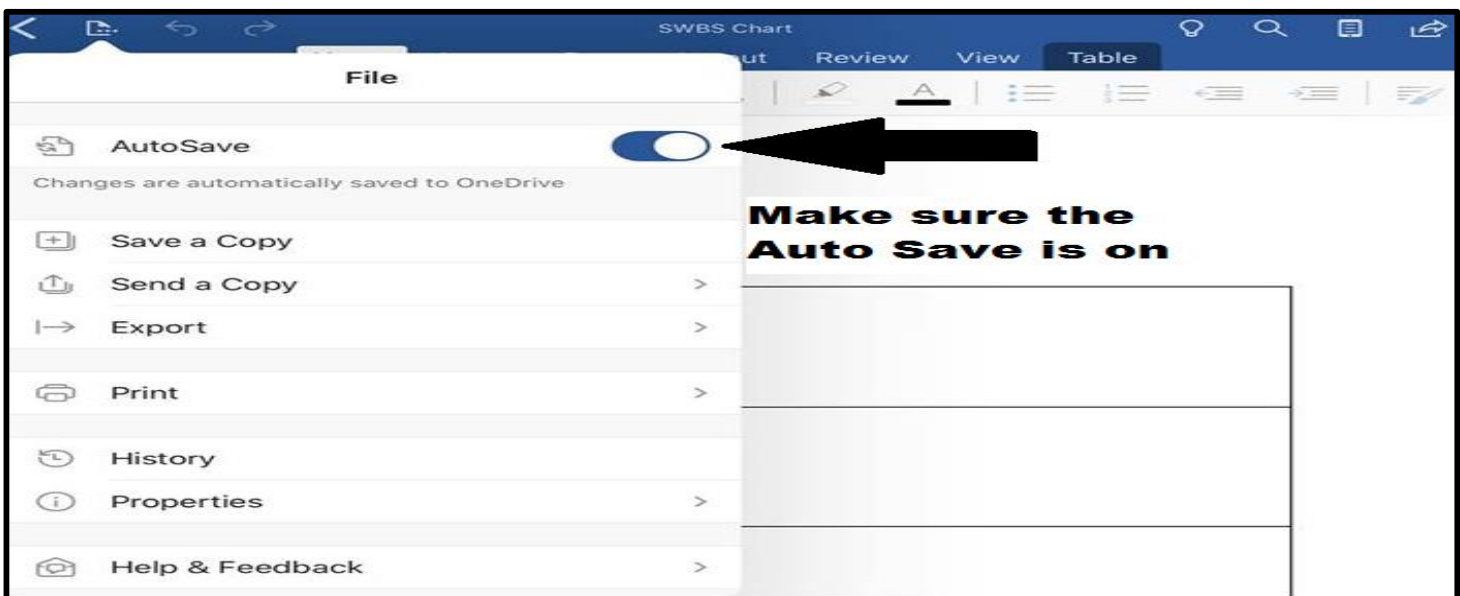 SWBS Chart
ut Review View Table
File
A
AutoSave
Changes are automatically saved to OneDrive
Make sure the
Auto Save is on
Save a Copy
Send a Copy
Export
Print
History
Properties
Help & Feedback